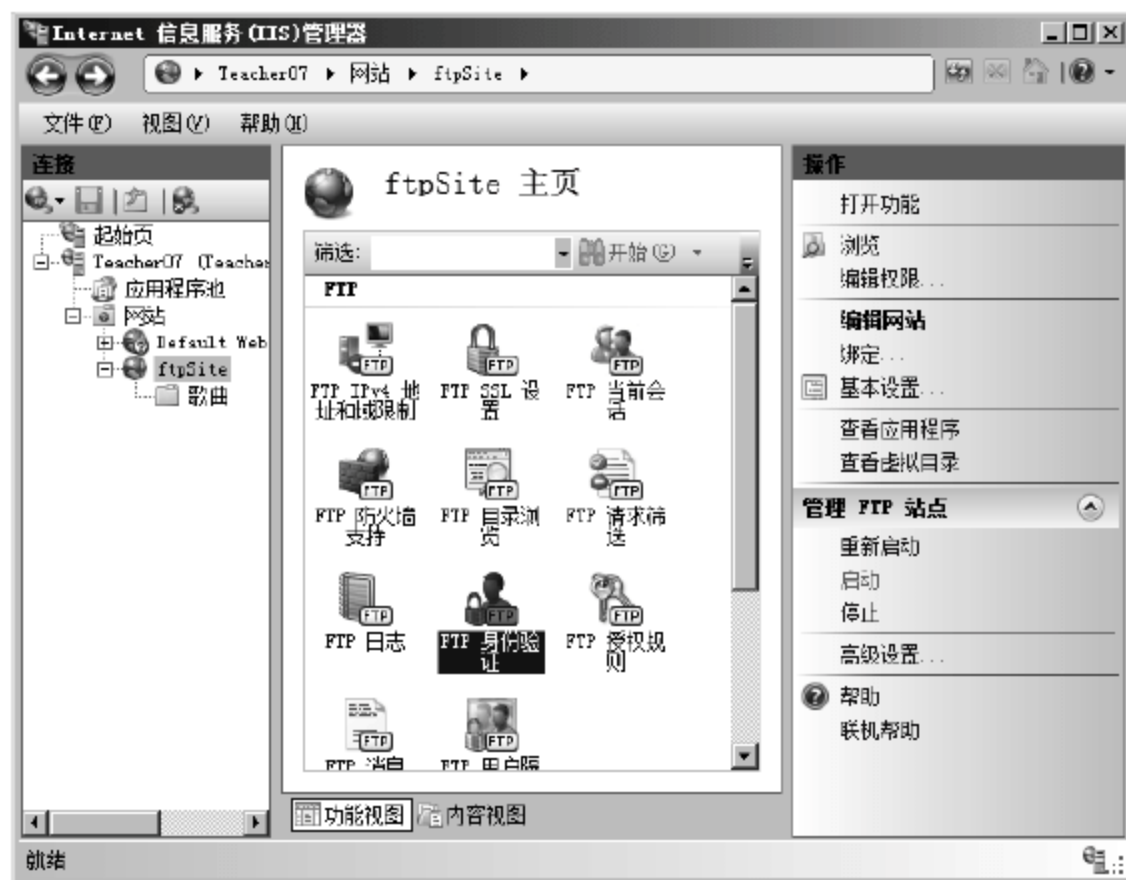 Internet 信息服务(IIS)管理器
Teacher07 网站 ftpSite
文件(F) 视图(V) 帮助(H)
连接
起始页
Teacher07 (Teacher
应用程序池
网站
Default Web
ftpSite
歌曲
ftpSite 主页
筛选:
开始(G)
FTP
FTP IPv4 地
址和域限制
FTP SSL 设
置
FTP 当前会
话
FTP 防火墙
支持
FTP 目录浏
览
FTP 请求筛
选
FTP 日志
FTP 身份验
证
FTP 授权规
则
FTP 消息
FTP 用户隔
功能视图
内容视图
操作
打开功能
浏览
编辑权限...
编辑网站
绑定...
基本设置...
查看应用程序
查看虚拟目录
管理 FTP 站点
重新启动
启动
停止
高级设置...
帮助
联机帮助
就绪